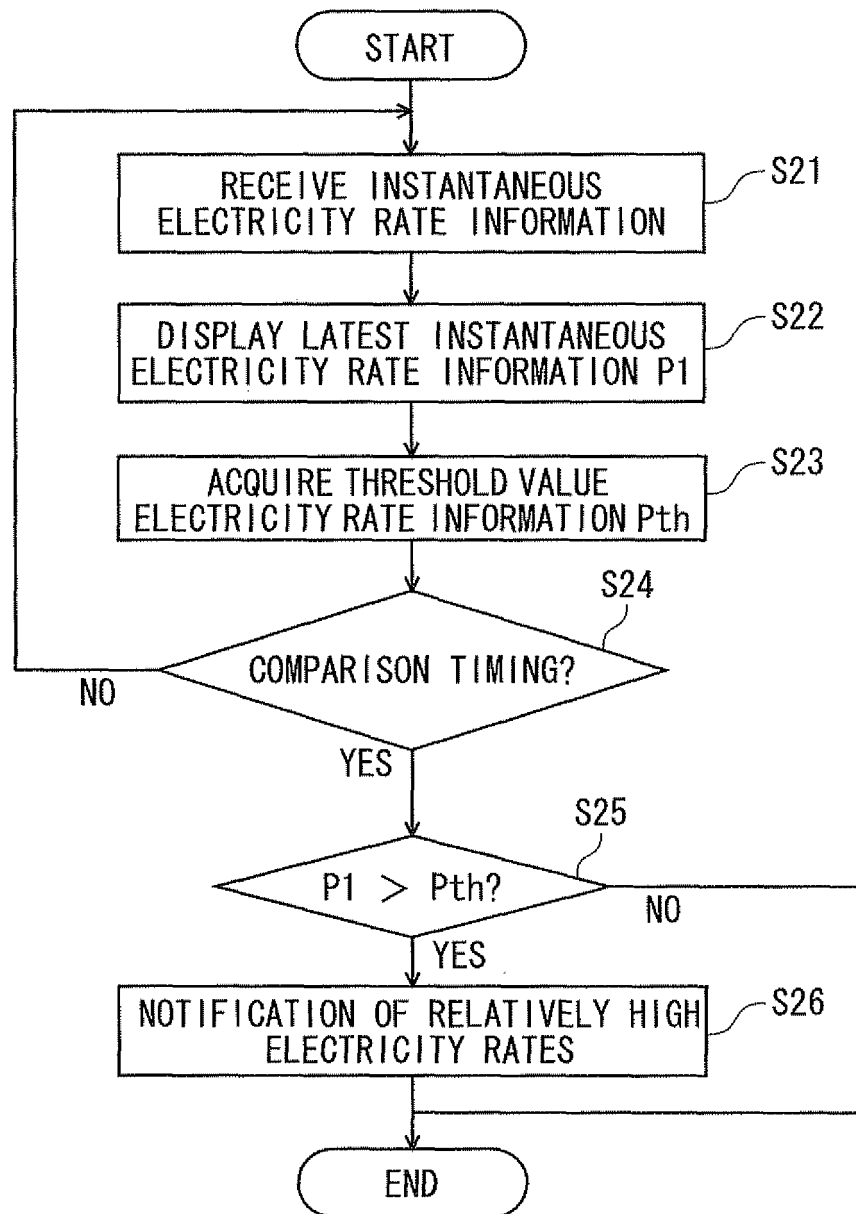 START
RECEIVE INSTANTANEOUS
ELECTRICITY RATE INFORMATION
S21
DISPLAY LATEST INSTANTANEOUS
ELECTRICITY RATE INFORMATION P1
S22
ACQUIRE THRESHOLD VALUE
ELECTRICITY RATE INFORMATION Pth
S23
S24
COMPARISON TIMING?
NO
YES
S25
P1 > Pth?
NO
YES
NOTIFICATION OF RELATIVELY HIGH
ELECTRICITY RATES
S26
END